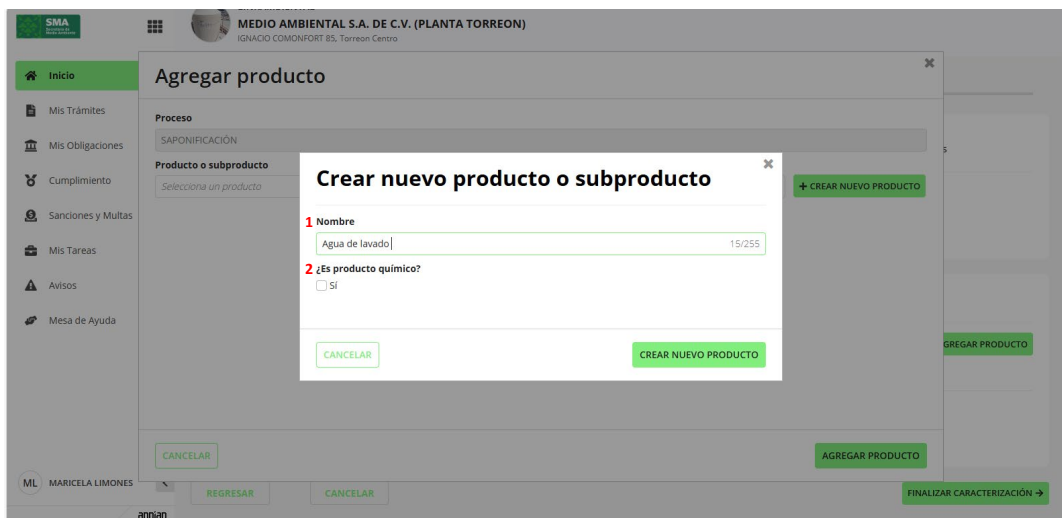 SMA
MEDIO AMBIENTAL S.A. DE C.V. (PLANTA TORREON)
IGNACIO COMONFORT 85, Torreon Centro
Inicio
Agregar producto
Mis Trámites
Proceso
Mis Obligaciones
SAPONIFICACIÓN
Producto o subproducto
Cumplimiento
Selecciona un producto
+ CREAR NUEVO PRODUCTO
Crear nuevo producto o subproducto
Sanciones y Multas
1 Nombre
Agua de lavado
15/255
Mis Tareas
2 ¿Es producto químico?
Sí
Avisos
Mesa de Ayuda
GREGAR PRODUCTO
CANCELAR
CREAR NUEVO PRODUCTO
CANCELAR
AGREGAR PRODUCTO
ML MARICELA LIMONES
REGRESAR
CANCELAR
FINALIZAR CARACTERIZACIÓN →
appian